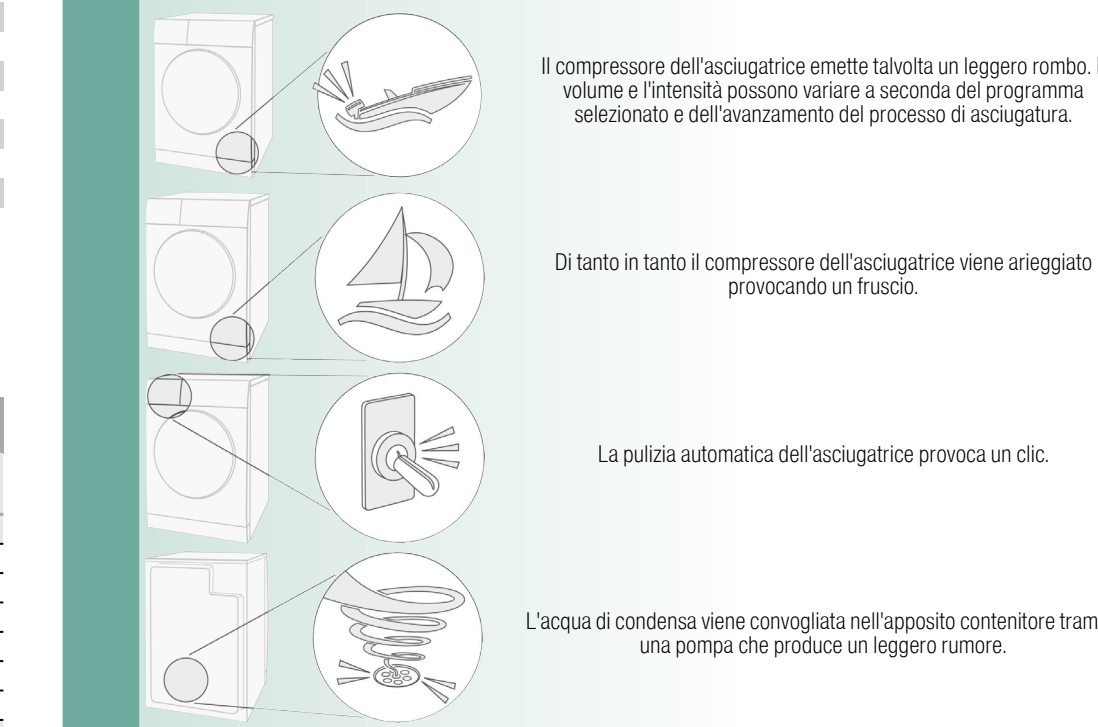 Il compressore dell'asciugatrice emette talvolta un leggero rombo.
volume e l'intensità possono variare a seconda del programma
selezionato e dell'avanzamento del processo di asciugatura.
Di tanto in tanto il compressore dell'asciugatrice viene arieggiato
provocando un fruscio.
La pulizia automatica dell'asciugatrice provoca un clic.
L'acqua di condensa viene convogliata nell'apposito contenitore
una pompa che produce un leggero rumore.